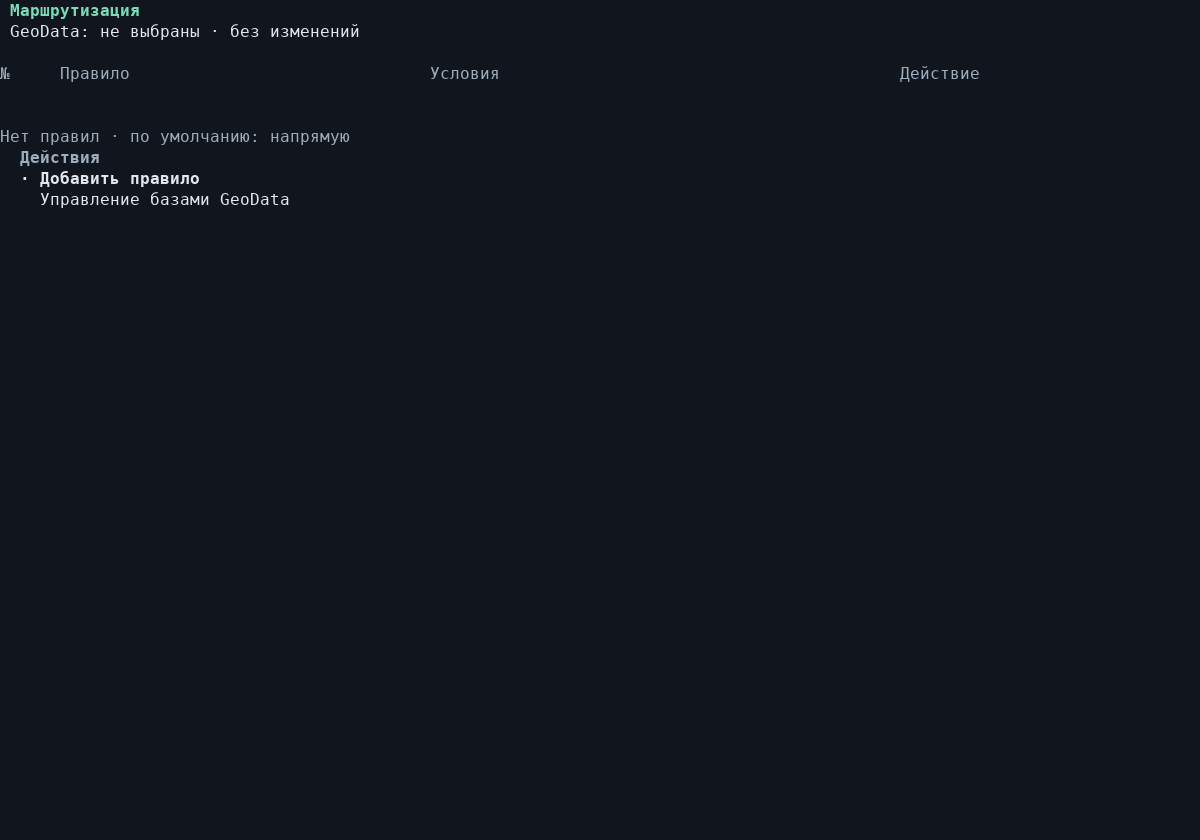 Маршрутизация
GeoData: не выбраны · без изменений
№ Правило Условия Действие
Нет правил · по умолчанию: напрямую
Действия
· Добавить правило
Управление базами GeoData